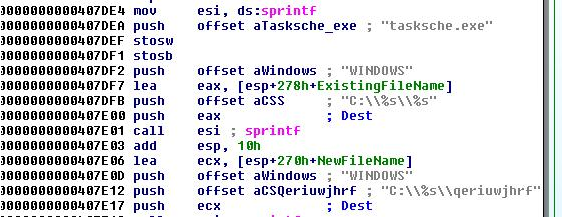 0000000000407DE4 mov esi, ds:sprintf
0000000000407DEA push offset aTasksche_exe ; "tasksche.exe"
0000000000407DEF stosw
0000000000407DF1 stosb
0000000000407DF2 push offset aWindows ; "WINDOWS"
0000000000407DF7 lea eax, [esp+278h+ExistingFileName]
0000000000407DFB push offset aCSS ; "C:\\%s\\%s"
0000000000407E00 push eax ; Dest
0000000000407E01 call esi ; sprintf
0000000000407E03 add esp, 10h
0000000000407E06 lea ecx, [esp+270h+NewFileName]
0000000000407E0D push offset aWindows ; "WINDOWS"
0000000000407E12 push offset aCSQeriuwjhrf ; "C:\\%s\\qeriuwjhrf"
0000000000407E17 push ecx ; Dest